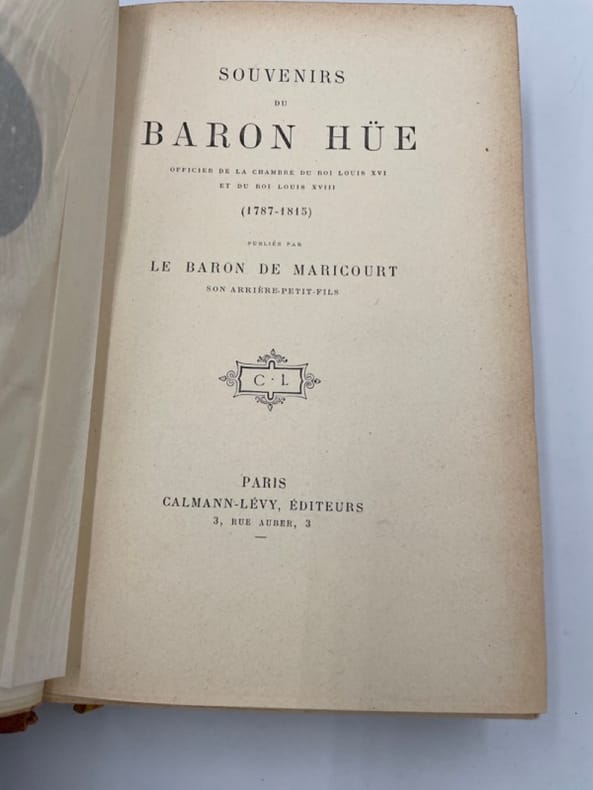 SOUVENIRS
DU
BARON HÜE
OFFICIER DE LA CHAMBRE DU ROI LOUIS XVI
ET DU ROI LOUIS XVIII
(1787-1815)
PUBLIÉS PAR
LE BARON DE MARICOURT
SON ARRIÈRE-PETIT-FILS
C · L
PARIS
CALMANN-LÉVY, ÉDITEURS
3, RUE AUBER, 3